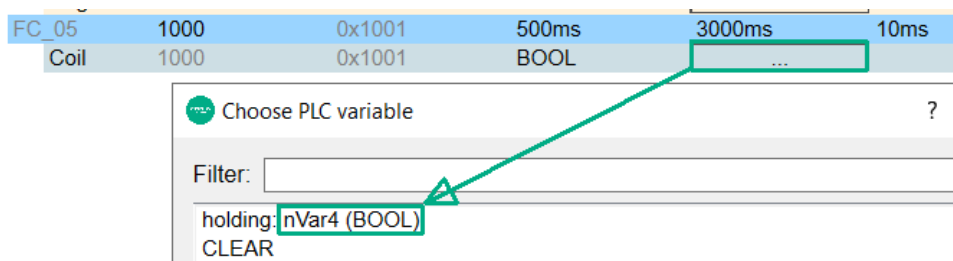 FC_05 1000 0x1001 500ms 3000ms 10ms
Coil 1000 0x1001 BOOL ...
Choose PLC variable ?
Filter:
holding: nVar4 (BOOL)
CLEAR